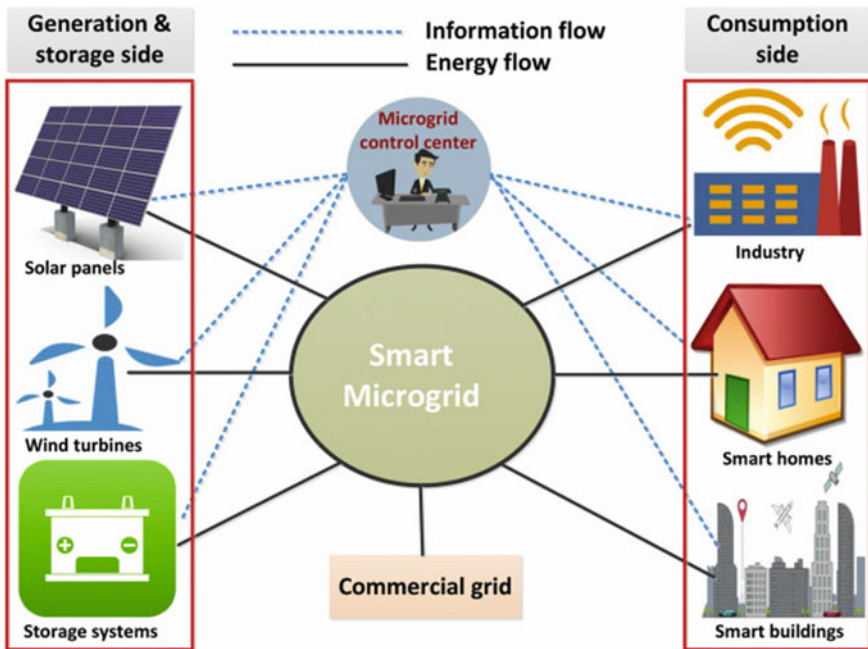 Generation &
storage side
Information flow
Energy flow
Consumption
side
Microgrid
control center
Solar panels
Industry
Smart
Microgrid
Wind turbines
Smart homes
Commercial grid
Storage systems
Smart buildings